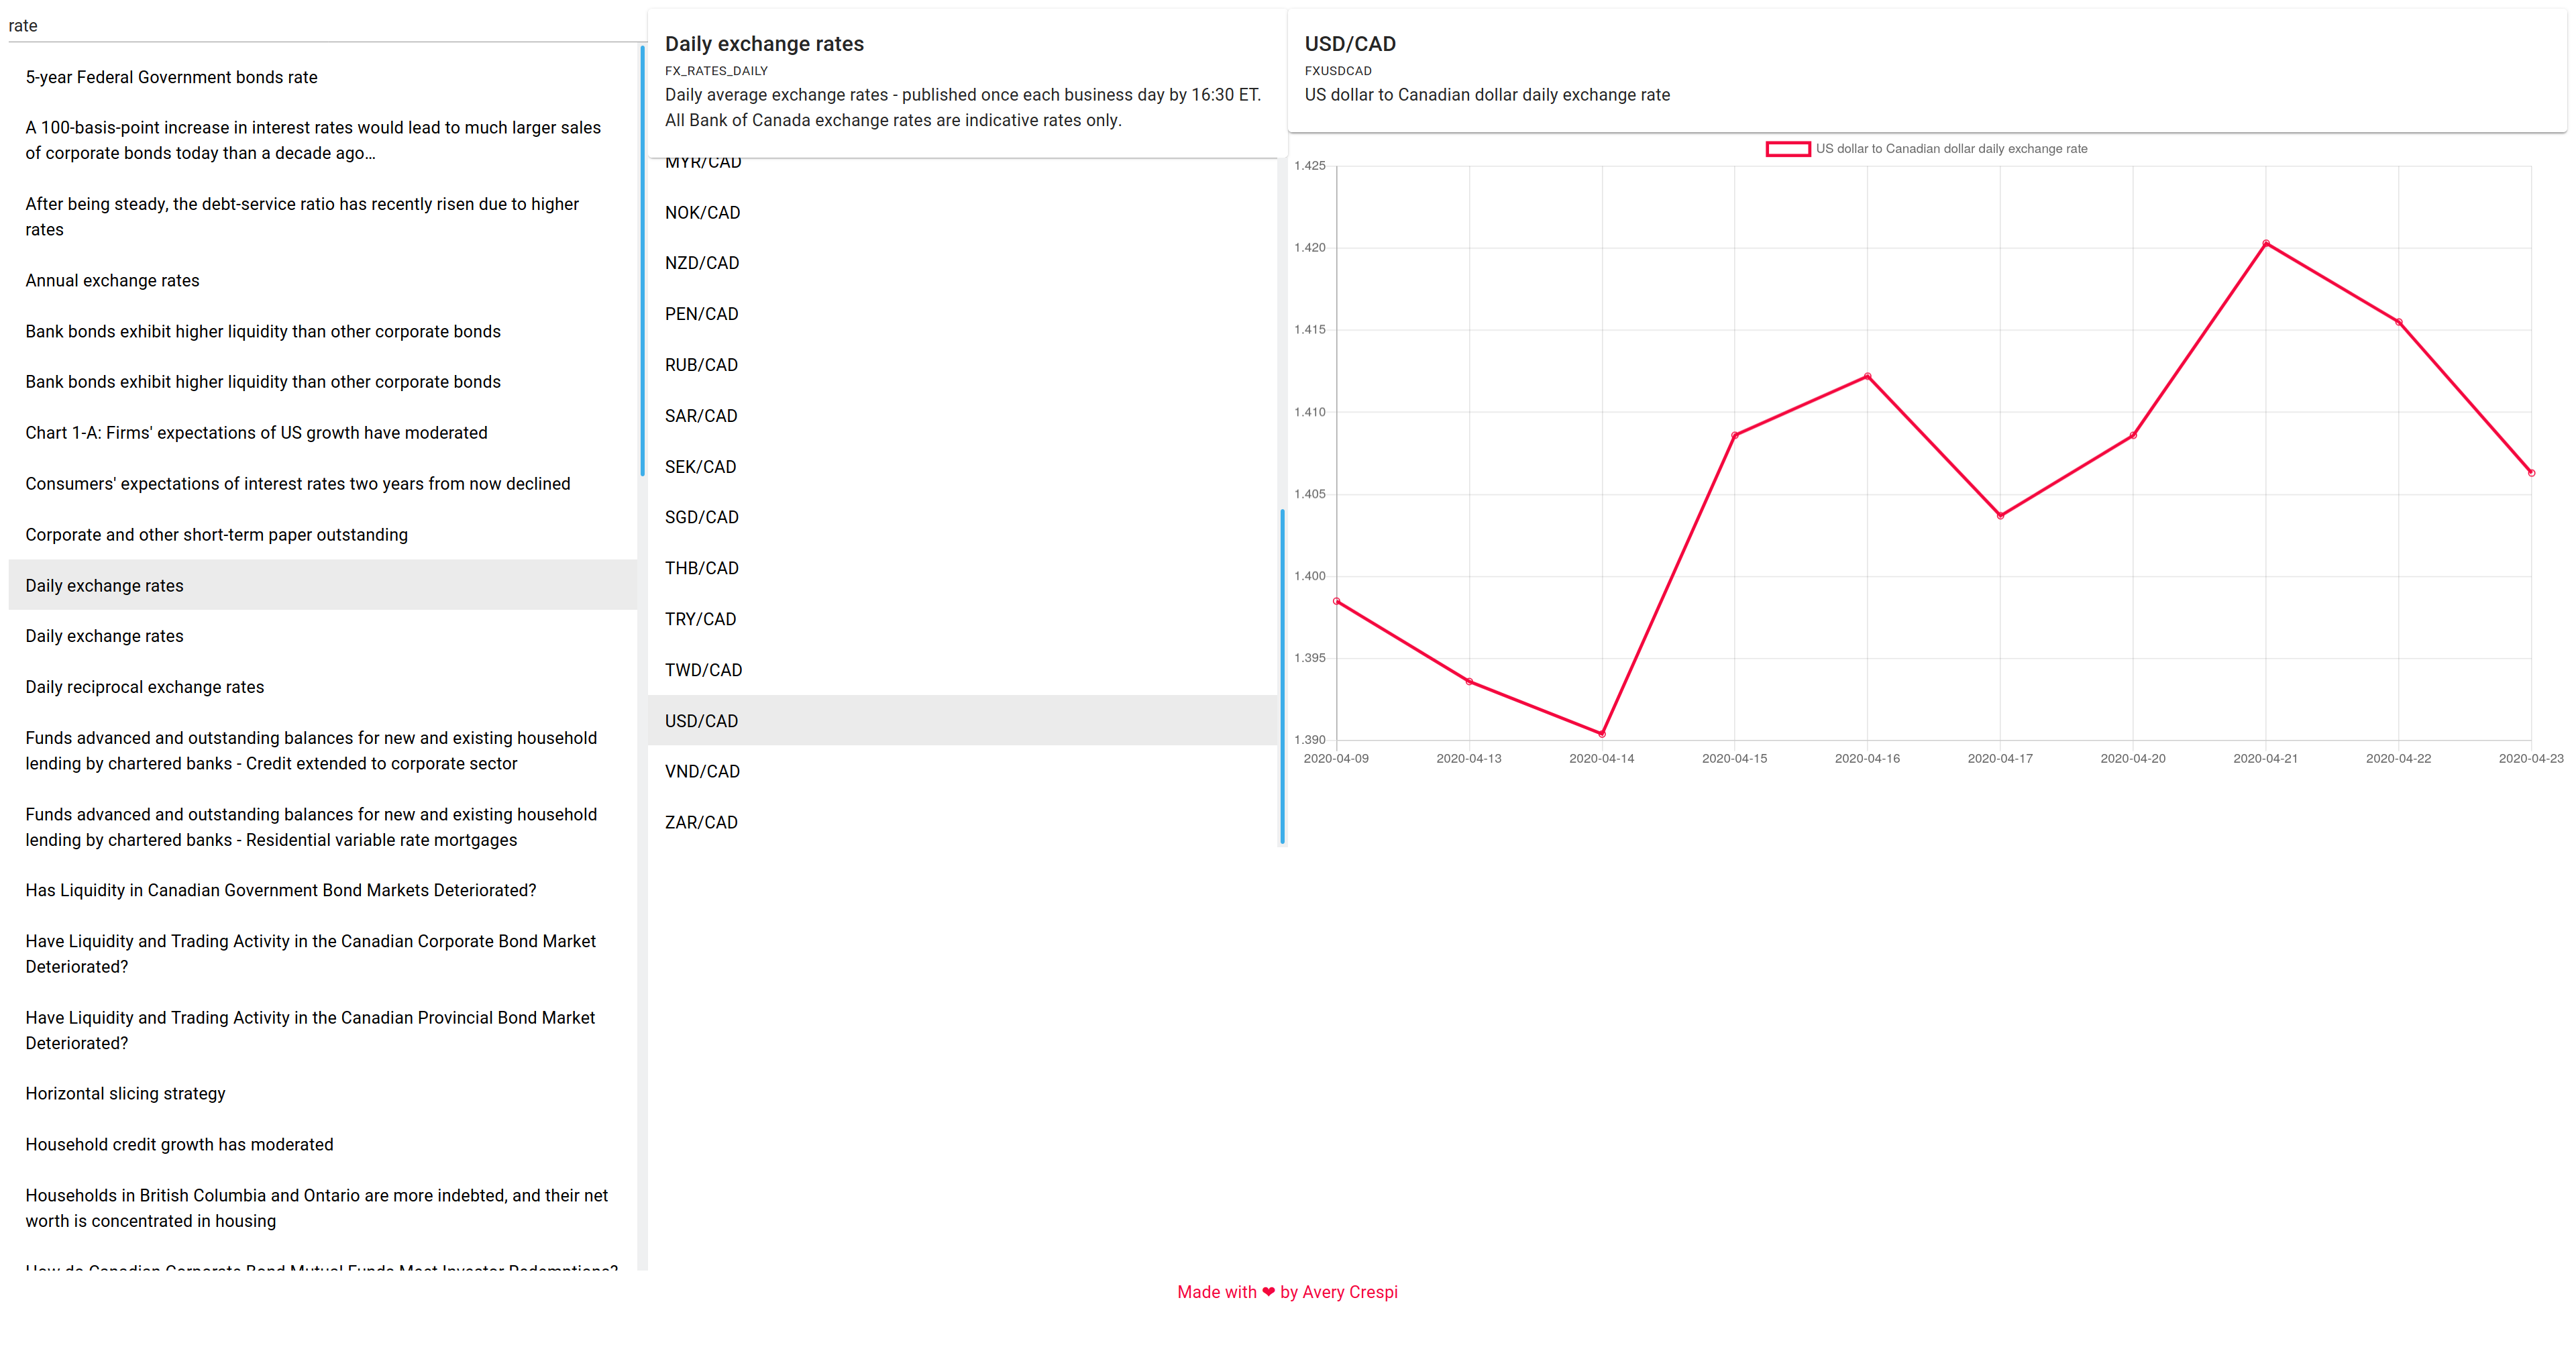 rate
5-year Federal Government bonds rate
A 100-basis-point increase in interest rates would lead to much larger sales
of corporate bonds today than a decade ago...
After being steady, the debt-service ratio has recently risen due to higher
rates
Annual exchange rates
Bank bonds exhibit higher liquidity than other corporate bonds
Bank bonds exhibit higher liquidity than other corporate bonds
Chart 1-A: Firms' expectations of US growth have moderated
Consumers' expectations of interest rates two years from now declined
Corporate and other short-term paper outstanding
Daily exchange rates
Daily exchange rates
Daily reciprocal exchange rates
Funds advanced and outstanding balances for new and existing household
lending by chartered banks - Credit extended to corporate sector
Funds advanced and outstanding balances for new and existing household
lending by chartered banks - Residential variable rate mortgages
Has Liquidity in Canadian Government Bond Markets Deteriorated?
Have Liquidity and Trading Activity in the Canadian Corporate Bond Market
Deteriorated?
Have Liquidity and Trading Activity in the Canadian Provincial Bond Market
Deteriorated?
Horizontal slicing strategy
Household credit growth has moderated
Households in British Columbia and Ontario are more indebted, and their net
worth is concentrated in housing
How do Canadian Corporate Bond Mutual Funds Meet Investor Redemptions?
Daily exchange rates
FX_RATES_DAILY
Daily average exchange rates - published once each business day by 16:30 ET.
All Bank of Canada exchange rates are indicative rates only.
MYR/CAD
NOK/CAD
NZD/CAD
PEN/CAD
RUB/CAD
SAR/CAD
SEK/CAD
SGD/CAD
THB/CAD
TRY/CAD
TWD/CAD
USD/CAD
VND/CAD
ZAR/CAD
USD/CAD
FXUSDCAD
US dollar to Canadian dollar daily exchange rate
US dollar to Canadian dollar daily exchange rate
1.425
1.420
1.415
1.410
1.405
1.400
1.395
1.390
2020-04-09 2020-04-13 2020-04-14 2020-04-15 2020-04-16 2020-04-17 2020-04-20 2020-04-21 2020-04-22 2020-04-23
Made with ❤ by Avery Crespi